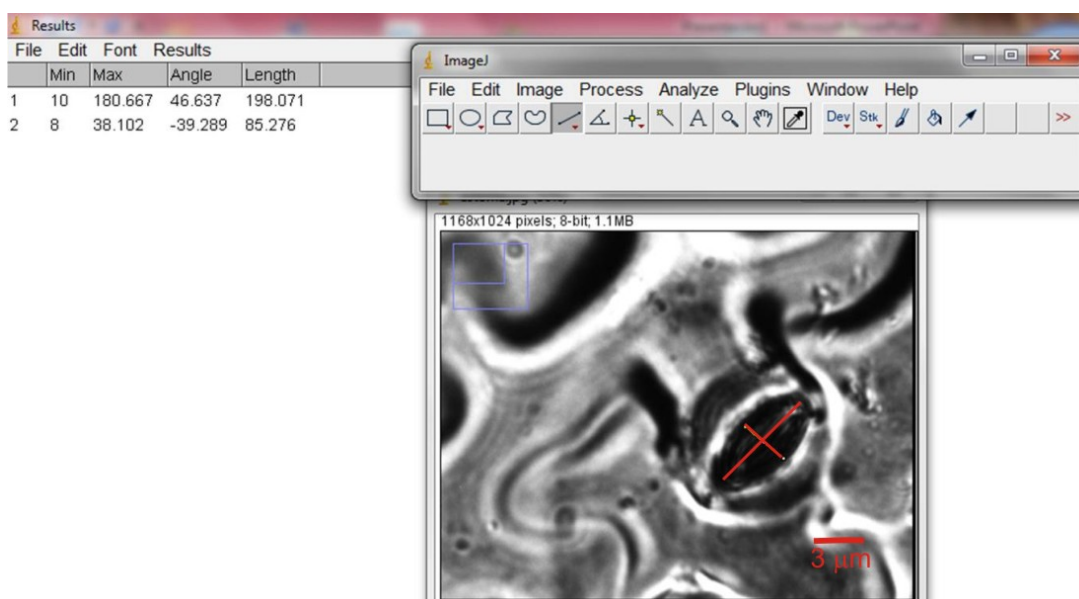 Results
File Edit Font Results
Min Max Angle Length
1 10 180.667 46.637 198.071
2 8 38.102 -39.289 85.276
ImageJ
File Edit Image Process Analyze Plugins Window Help
A Dev Stk >>
1168x1024 pixels; 8-bit; 1.1MB
3 μm